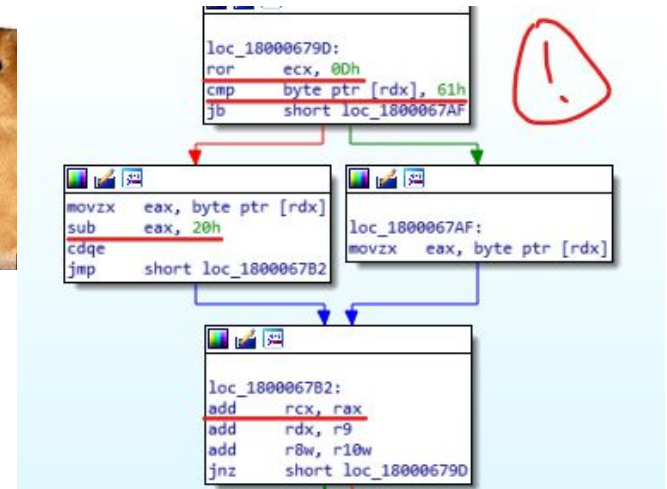 loc_18000679D:
ror ecx, 0Dh
cmp byte ptr [rdx], 61h
jb short loc_1800067AF
movzx eax, byte ptr [rdx]
sub eax, 20h
cdqe
jmp short loc_1800067B2
loc_1800067AF:
movzx eax, byte ptr [rdx]
loc_1800067B2:
add rcx, rax
add rdx, r9
add r8w, r10w
jnz short loc_18000679D
!